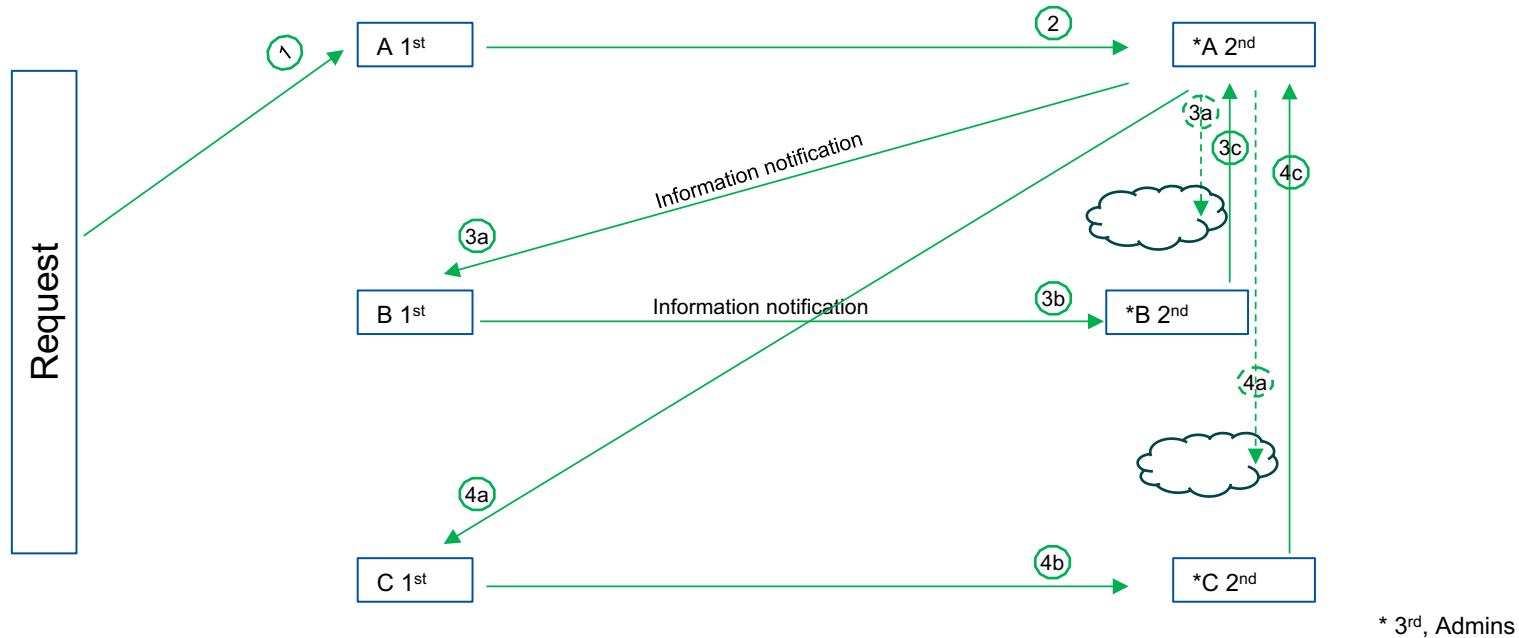 1
A 1st
2
*A 2nd
3a
3c
4c
Information notification
Request
3a
B 1st
Information notification
3b
*B 2nd
4a
4a
C 1st
4b
*C 2nd
* 3rd, Admins